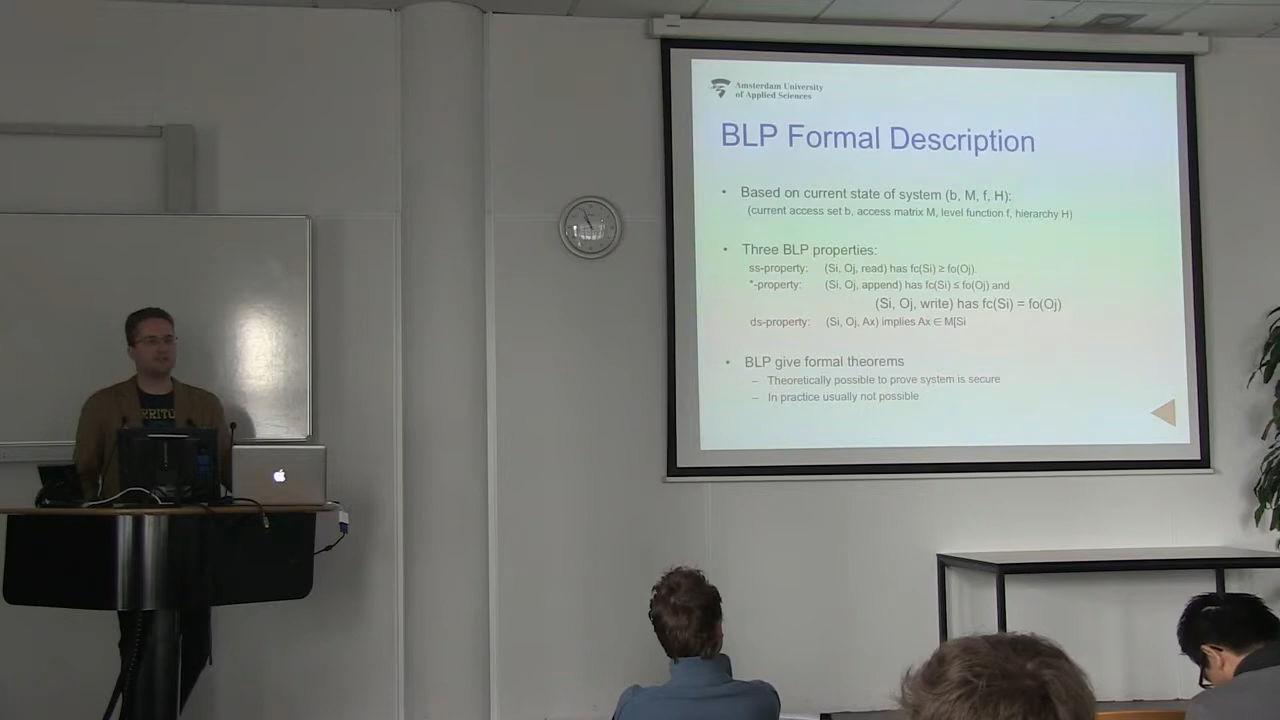 Amsterdam University
of Applied Sciences
BLP Formal Description
• Based on current state of system (b, M, f, H):
(current access set b, access matrix M, level function f, hierarchy H)
• Three BLP properties:
ss-property: (Si, Oj, read) has fc(Si) ≥ fo(Oj).
*-property: (Si, Oj, append) has fc(Si) ≤ fo(Oj) and
(Si, Oj, write) has fc(Si) = fo(Oj)
ds-property: (Si, Oj, Ax) implies Ax ∈ M[Si
• BLP give formal theorems
– Theoretically possible to prove system is secure
– In practice usually not possible